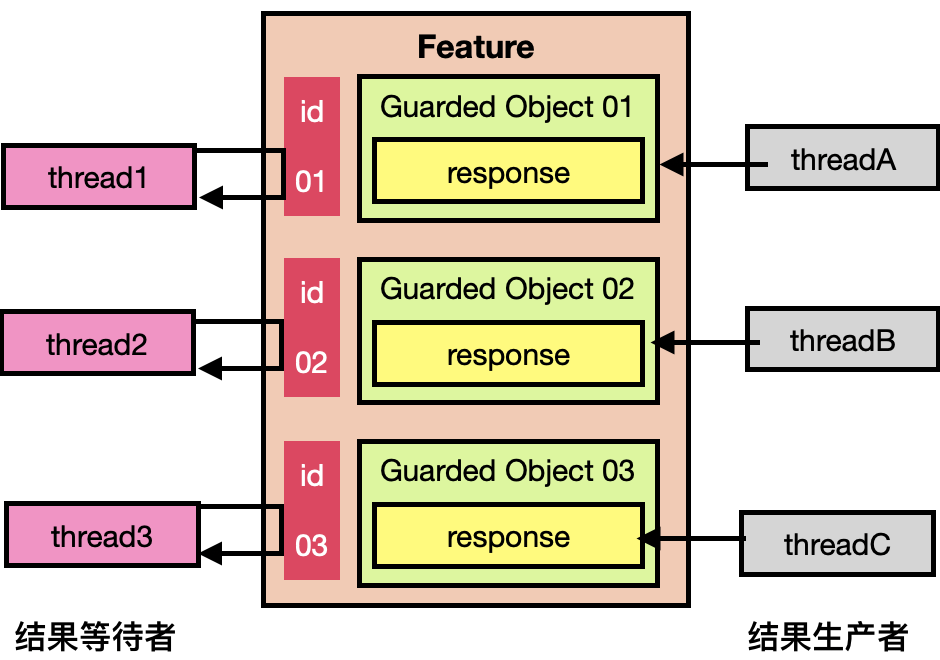 Feature
id
01
Guarded Object 01
response
thread1
threadA
id
02
Guarded Object 02
response
thread2
threadB
id
03
Guarded Object 03
response
thread3
threadC
结果等待者
结果生产者